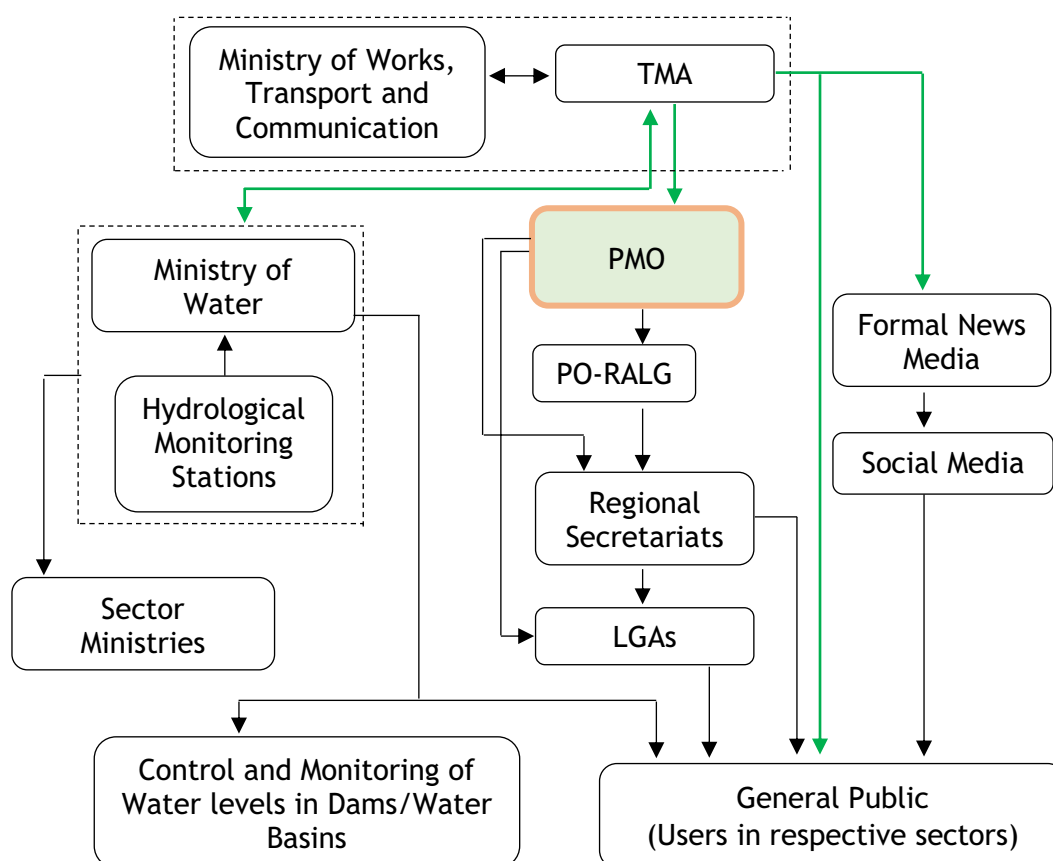 Ministry of Works,
Transport and
Communication
TMA
PMO
Ministry of
Water
Formal News
Media
PO-RALG
Hydrological
Monitoring
Stations
Social Media
Regional
Secretariats
Sector
Ministries
LGAs
Control and Monitoring of
Water levels in Dams/Water
Basins
General Public
(Users in respective sectors)